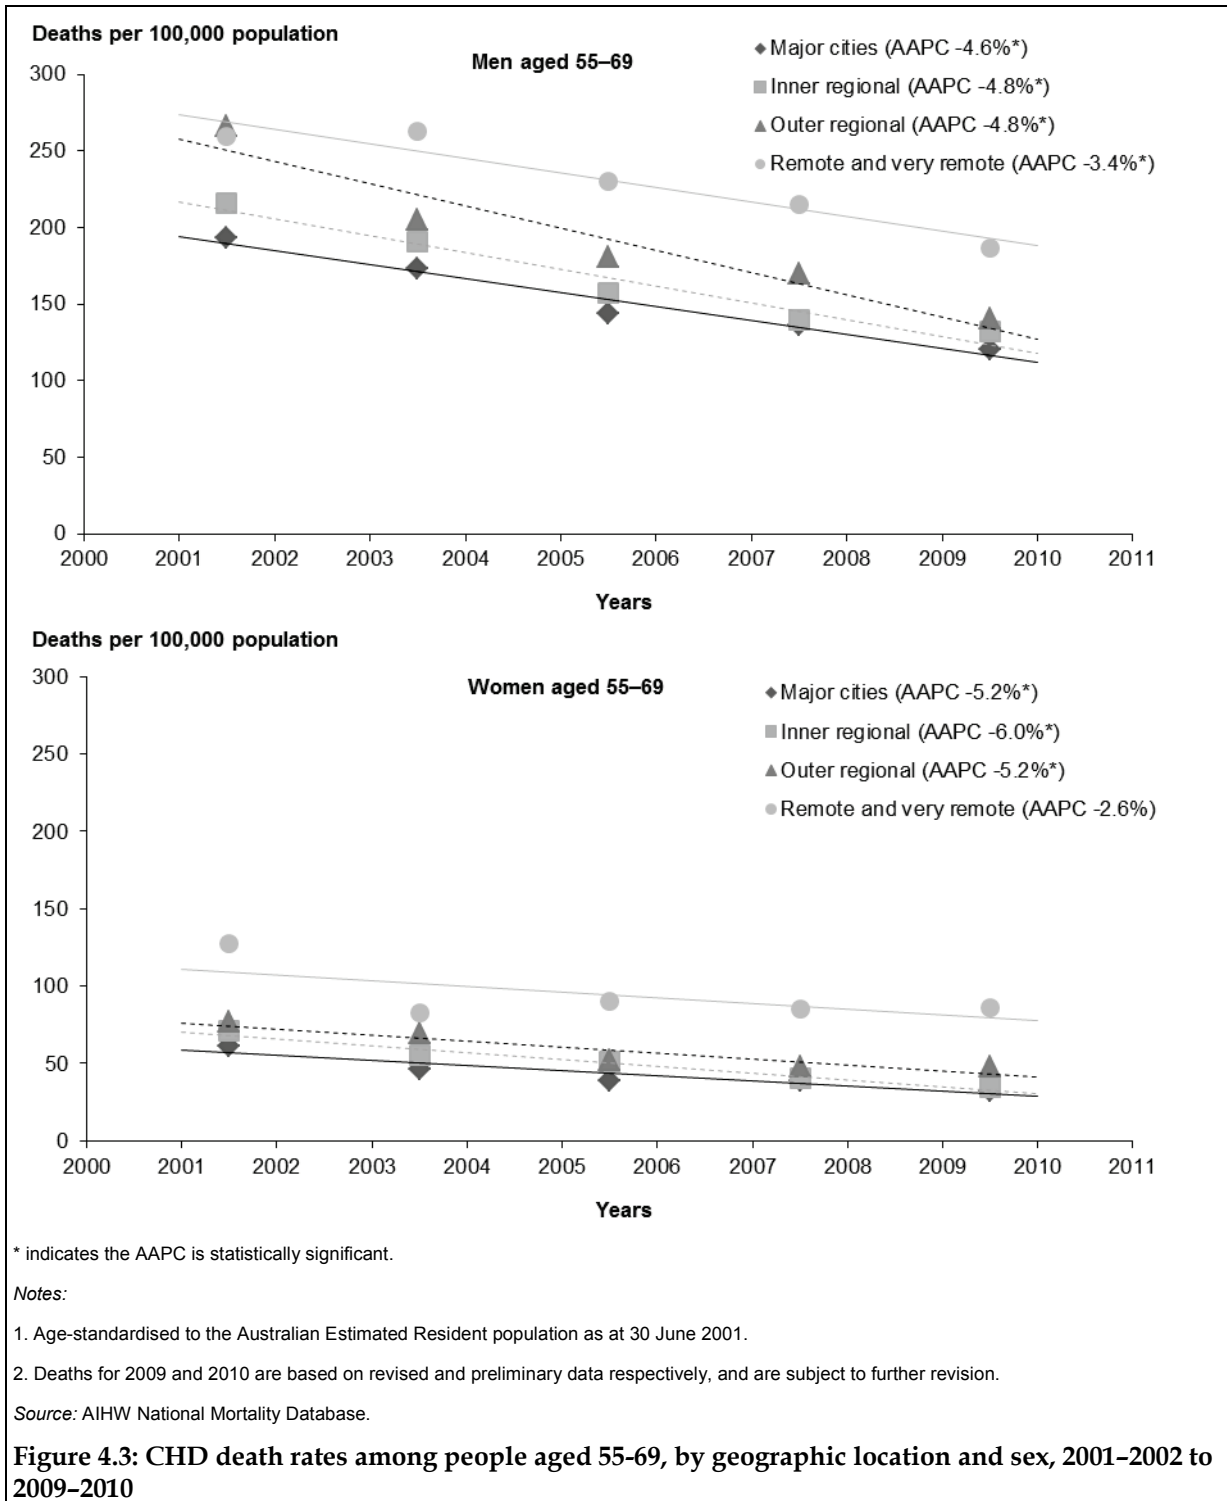 Deaths per 100,000 population
Men aged 55–69
◆ Major cities (AAPC -4.6%*)
■ Inner regional (AAPC -4.8%*)
▲ Outer regional (AAPC -4.8%*)
● Remote and very remote (AAPC -3.4%*)
300
250
200
150
100
50
0
2000 2001 2002 2003 2004 2005 2006 2007 2008 2009 2010 2011
Years
Deaths per 100,000 population
Women aged 55–69
◆ Major cities (AAPC -5.2%*)
■ Inner regional (AAPC -6.0%*)
▲ Outer regional (AAPC -5.2%*)
● Remote and very remote (AAPC -2.6%)
300
250
200
150
100
50
0
2000 2001 2002 2003 2004 2005 2006 2007 2008 2009 2010 2011
Years
* indicates the AAPC is statistically significant.
Notes:
1. Age-standardised to the Australian Estimated Resident population as at 30 June 2001.
2. Deaths for 2009 and 2010 are based on revised and preliminary data respectively, and are subject to further revision.
Source: AIHW National Mortality Database.
Figure 4.3: CHD death rates among people aged 55-69, by geographic location and sex, 2001–2002 to
2009–2010